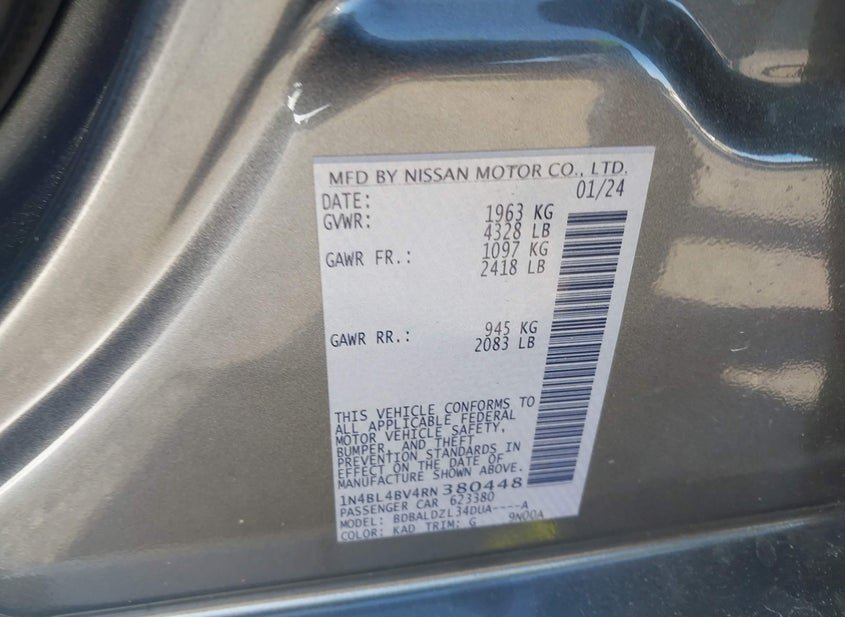 MFD BY NISSAN MOTOR CO., LTD.
DATE: 01/24
GVWR: 1963 KG
4328 LB
GAWR FR.: 1097 KG
2418 LB
GAWR RR.: 945 KG
2083 LB
THIS VEHICLE CONFORMS TO
ALL APPLICABLE FEDERAL
MOTOR VEHICLE SAFETY,
BUMPER, AND THEFT
PREVENTION STANDARDS IN
EFFECT ON THE DATE OF
MANUFACTURE SHOWN ABOVE.
1N4BL4BV4RN380448
PASSENGER CAR 623380
MODEL: BDBALDZL34DUA----A
COLOR: KAD TRIM: G 9N00A